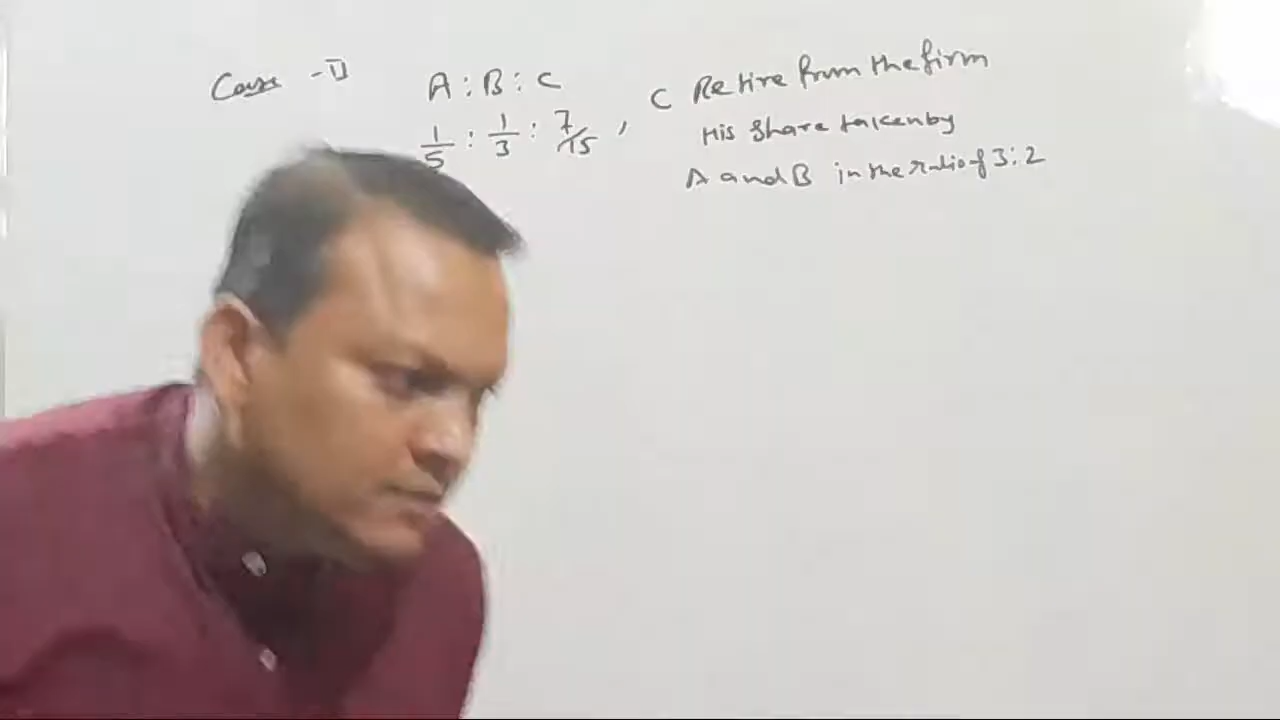 Case - II
A : B : C
1/5 : 1/3 : 7/15 , C Retire from the firm
His share taken by
A and B in the ratio of 3:2